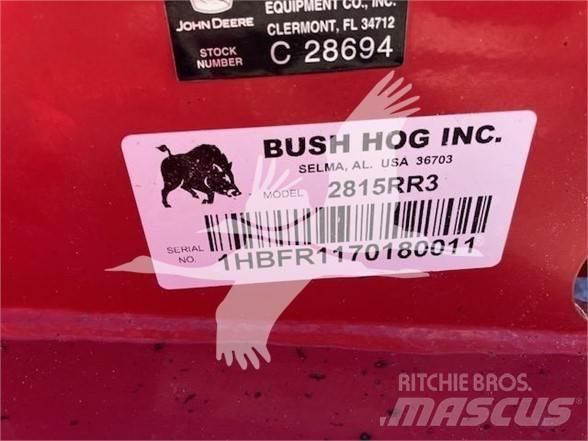 EQUIPMENT CO., INC.
JOHN DEERE
CLERMONT, FL 34712
STOCK NUMBER C 28694
BUSH HOG INC.
SELMA, AL. USA 36703
MODEL 2815RR3
SERIAL NO. 1HBFR1170180011
RITCHIE BROS.
MASCUS